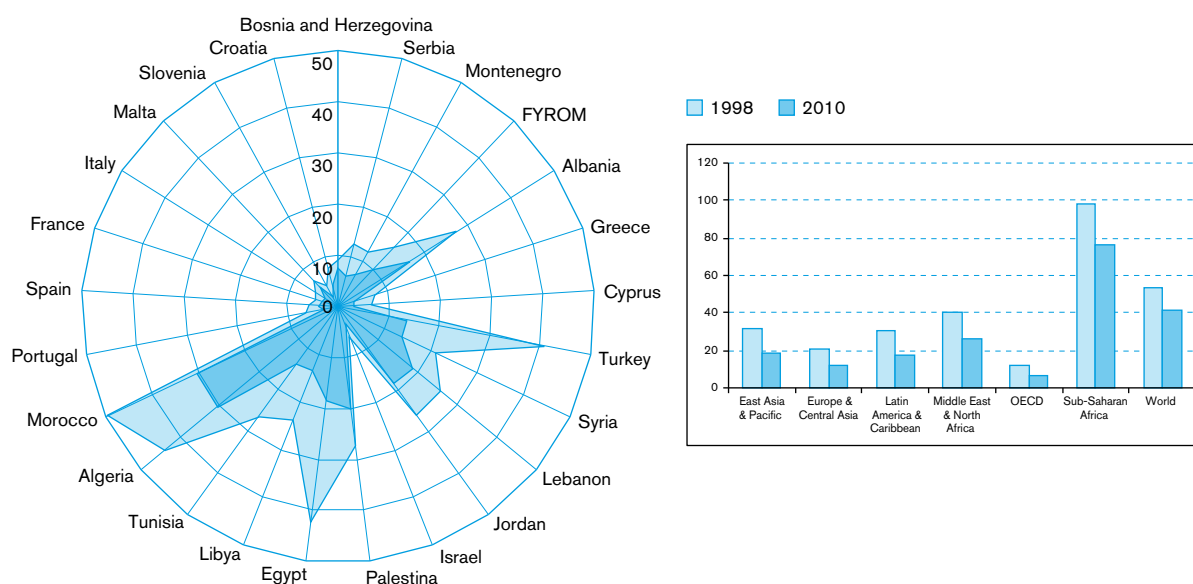 Bosnia and Herzegovina
Serbia
Montenegro
FYROM
Albania
Greece
Cyprus
Turkey
Syria
Lebanon
Jordan
Israel
Palestina
Egypt
Libya
Tunisia
Algeria
Morocco
Portugal
Spain
France
Italy
Malta
Slovenia
Croatia
50
40
30
20
10
0
1998 2010
120
100
80
60
40
20
0
East Asia
& Pacific
Europe &
Central Asia
Latin
America &
Caribbean
Middle East
& North
Africa
OECD
Sub-Saharan
Africa
World